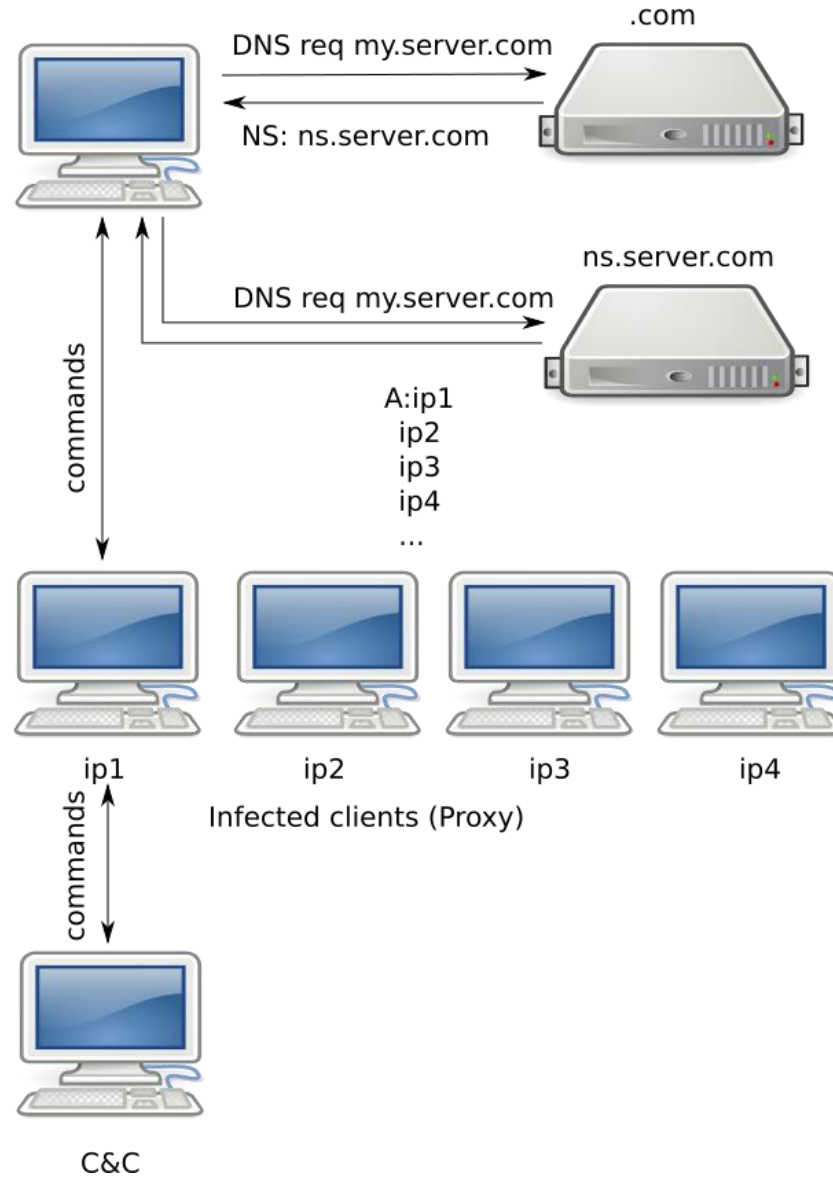 .com
DNS req my.server.com
NS: ns.server.com
ns.server.com
DNS req my.server.com
commands
A:ip1
ip2
ip3
ip4
...
ip1
ip2
ip3
ip4
Infected clients (Proxy)
commands
C&C